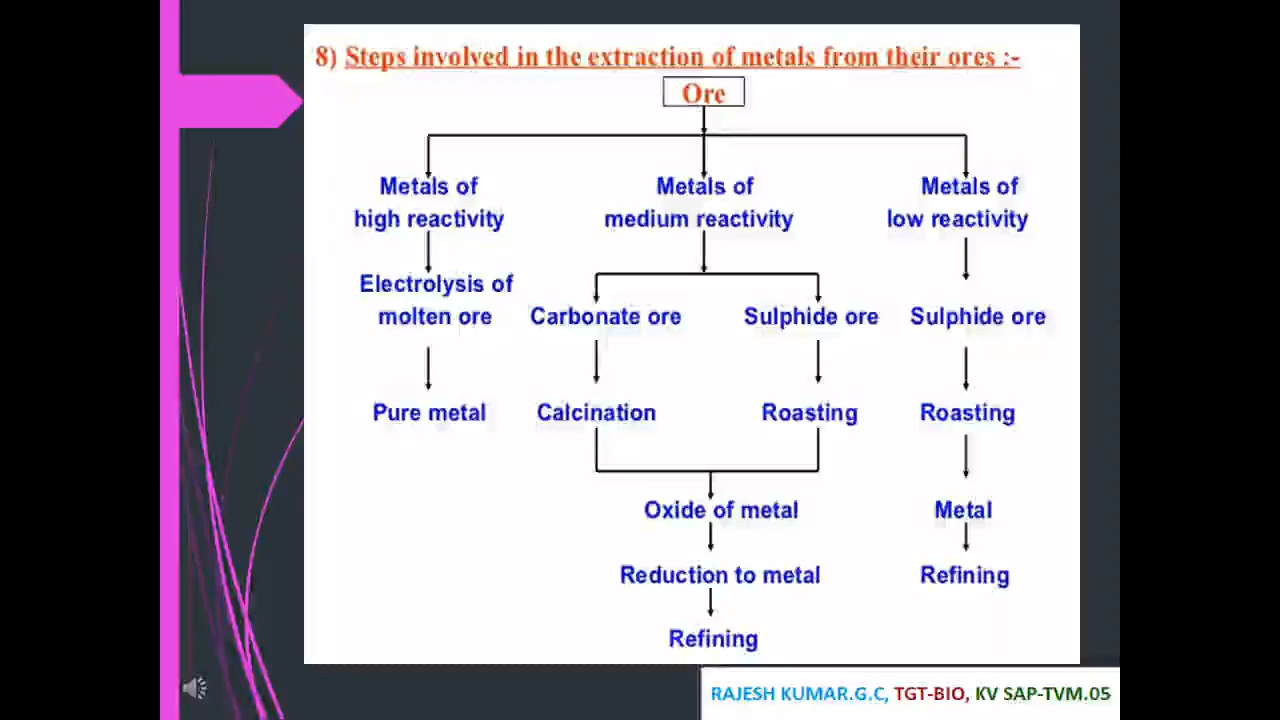 8) Steps involved in the extraction of metals from their ores :-
Ore
Metals of
high reactivity
Metals of
medium reactivity
Metals of
low reactivity
Electrolysis of
molten ore
Carbonate ore
Sulphide ore
Sulphide ore
Pure metal
Calcination
Roasting
Roasting
Oxide of metal
Metal
Reduction to metal
Refining
Refining
RAJESH KUMAR.G.C, TGT-BIO, KV SAP-TVM.05